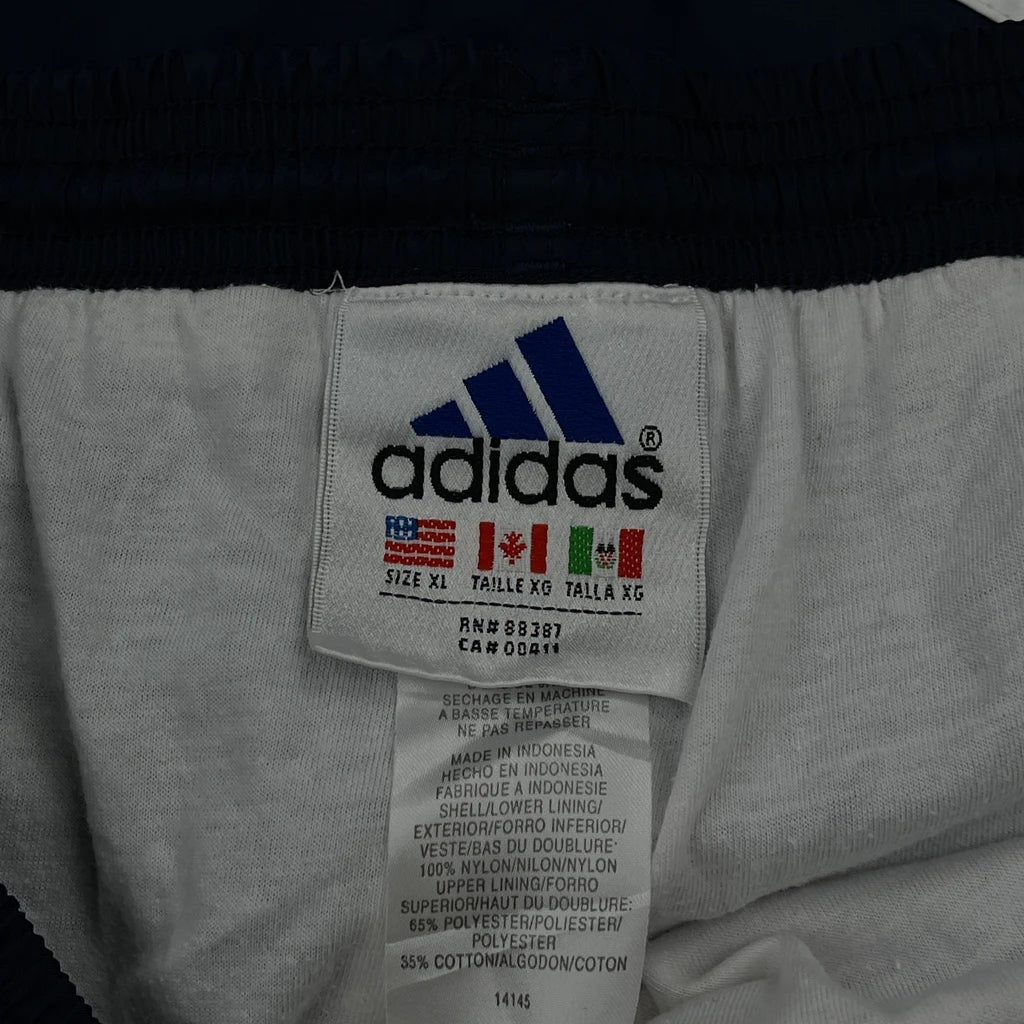 adidas®
SIZE XL TAILLE XG TALLA XG
RN# 88387
CA# 00411
SECHAGE EN MACHINE
A BASSE TEMPERATURE
NE PAS REPASSER
MADE IN INDONESIA
HECHO EN INDONESIA
FABRIQUE A INDONESIE
SHELL/LOWER LINING/
EXTERIOR/FORRO INFERIOR/
VESTE/BAS DU DOUBLURE:
100% NYLON/NILON/NYLON
UPPER LINING/FORRO
SUPERIOR/HAUT DU DOUBLURE:
65% POLYESTER/POLIESTER/
POLYESTER
35% COTTON/ALGODON/COTON
14145